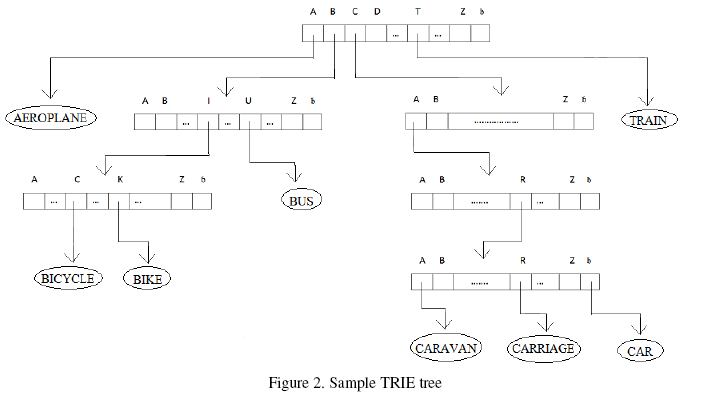 A B C D T Z b
... ...
AEROPLANE
A B I U Z b
... ... ...
A B Z b
..................
TRAIN
A C K Z b
... ... ...
BUS
A B R Z b
........ ...
BICYCLE
BIKE
A B R Z b
........ ...
CARAVAN
CARRIAGE
CAR
Figure 2. Sample TRIE tree